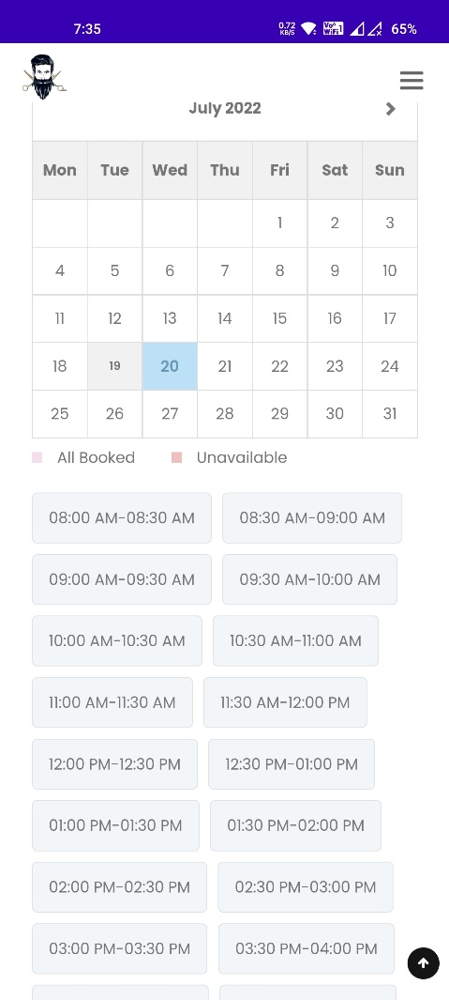 7:35 0.72 KB/S Vo WiFi 1 65%
July 2022
Mon Tue Wed Thu Fri Sat Sun
1 2 3
4 5 6 7 8 9 10
11 12 13 14 15 16 17
18 19 20 21 22 23 24
25 26 27 28 29 30 31
All Booked Unavailable
08:00 AM-08:30 AM 08:30 AM-09:00 AM
09:00 AM-09:30 AM 09:30 AM-10:00 AM
10:00 AM-10:30 AM 10:30 AM-11:00 AM
11:00 AM-11:30 AM 11:30 AM-12:00 PM
12:00 PM-12:30 PM 12:30 PM-01:00 PM
01:00 PM-01:30 PM 01:30 PM-02:00 PM
02:00 PM-02:30 PM 02:30 PM-03:00 PM
03:00 PM-03:30 PM 03:30 PM-04:00 PM